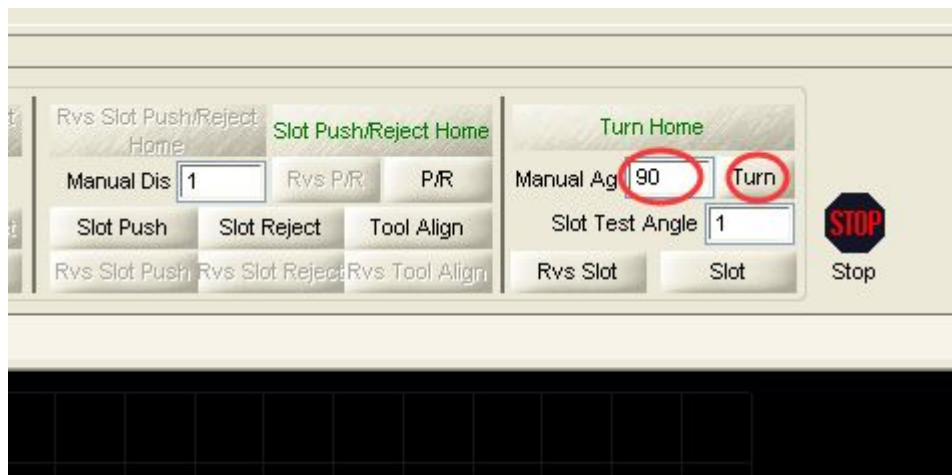 Rvs Slot Push/Reject
Home
Slot Push/Reject Home
Manual Dis 1
Rvs P/R
P/R
Slot Push
Slot Reject
Tool Align
Rvs Slot Push
Rvs Slot Reject
Rvs Tool Align
Turn Home
Manual Ag 90
Turn
Slot Test Angle 1
Rvs Slot
Slot
STOP
Stop